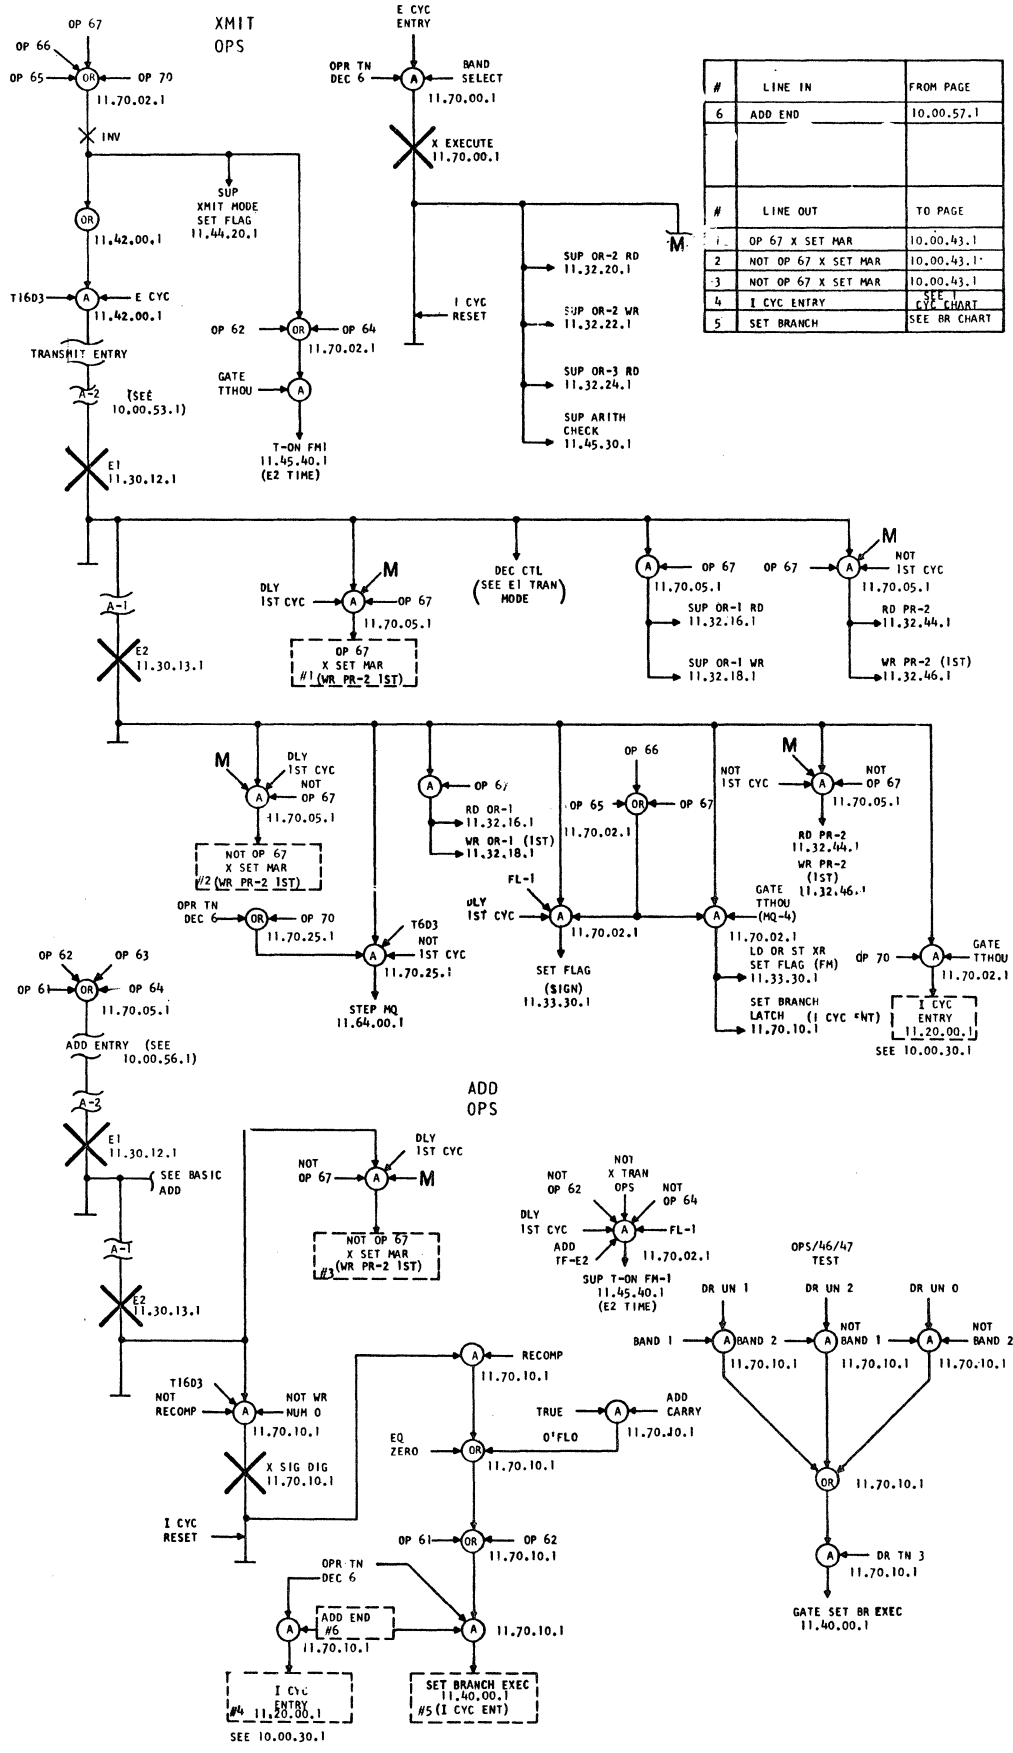 XMIT
OPS
OP 67
OP 66
OP 65
OR
OP 70
11.70.02.1
INV
SUP
XMIT MODE
SET FLAG
11.44.20.1
OR
11.42.00.1
T16D3
A
E CYC
11.42.00.1
TRANSMIT ENTRY
A-2
(SEE
10.00.53.1)
E1
11.30.12.1
OP 62
OR
OP 64
11.70.02.1
GATE
TTHOU
A
T-ON FM1
11.45.40.1
(E2 TIME)
E CYC
ENTRY
OPR TN
DEC 6
A
BAND
SELECT
11.70.00.1
X EXECUTE
11.70.00.1
M
I CYC
RESET
SUP OR-2 RD
11.32.20.1
SUP OR-2 WR
11.32.22.1
SUP OR-3 RD
11.32.24.1
SUP ARITH
CHECK
11.45.30.1
# LINE IN FROM PAGE
6 ADD END 10.00.57.1
# LINE OUT TO PAGE
1 OP 67 X SET MAR 10.00.43.1
2 NOT OP 67 X SET MAR 10.00.43.1
3 NOT OP 67 X SET MAR 10.00.43.1
4 I CYC ENTRY SEE I
CYC CHART
5 SET BRANCH SEE BR CHART
A-1
E2
11.30.13.1
DLY
1ST CYC
M
A
OP 67
11.70.05.1
OP 67
X SET MAR
#1 (WR PR-2 1ST)
DEC CTL
(SEE E1 TRAN
MODE)
A
OP 67
11.70.05.1
SUP OR-1 RD
11.32.16.1
SUP OR-1 WR
11.32.18.1
M
OP 67
A
NOT
1ST CYC
11.70.05.1
RD PR-2
11.32.44.1
WR PR-2 (1ST)
11.32.46.1
M
DLY
1ST CYC
NOT
OP 67
A
11.70.05.1
NOT OP 67
X SET MAR
#2 (WR PR-2 1ST)
OPR TN
DEC 6
OR
OP 70
11.70.25.1
T6D3
NOT
1ST CYC
A
11.70.25.1
STEP MQ
11.64.00.1
A
OP 67
11.70.05.1
RD OR-1
11.32.16.1
WR OR-1 (1ST)
11.32.18.1
OP 66
OP 65
OR
OP 67
11.70.02.1
FL-1
DLY
1ST CYC
A
11.70.02.1
SET FLAG
(SIGN)
11.33.30.1
GATE
TTHOU
(MQ-4)
A
11.70.02.1
LD OR ST XR
SET FLAG (FM)
11.33.30.1
SET BRANCH
LATCH (I CYC ENT)
11.70.10.1
M
NOT
1ST CYC
A
NOT
OP 67
11.70.05.1
RD PR-2
11.32.44.1
WR PR-2
(1ST)
11.32.46.1
OP 70
A
GATE
TTHOU
11.70.02.1
I CYC
ENTRY
11.20.00.1
SEE 10.00.30.1
OP 62
OP 63
OP 61
OR
OP 64
11.70.05.1
ADD ENTRY (SEE
10.00.56.1)
A-2
E1
11.30.12.1
SEE BASIC
ADD
A-1
E2
11.30.13.1
ADD
OPS
DLY
1ST CYC
NOT
OP 67
A
M
11.70.05.1
NOT OP 67
X SET MAR
(WR PR-2 1ST)
#3
NOT
X TRAN
OPS
NOT
OP 62
NOT
OP 64
DLY
1ST CYC
A
FL-1
ADD
TF-E2
11.70.02.1
SUP T-ON FM-1
11.45.40.1
(E2 TIME)
OPS/46/47
TEST
DR UN 1
DR UN 2
DR UN 0
BAND 1
A
BAND 2
A
NOT
BAND 1
A
NOT
BAND 2
11.70.10.1
11.70.10.1
11.70.10.1
OR
11.70.10.1
A
DR TN 3
11.70.10.1
GATE SET BR EXEC
11.40.00.1
T16D3
NOT
RECOMP
A
NOT WR
NUM 0
11.70.10.1
X SIG DIG
11.70.10.1
I CYC
RESET
A
RECOMP
11.70.10.1
TRUE
A
ADD
CARRY
11.70.10.1
O'FLO
EQ
ZERO
OR
11.70.10.1
OP 61
OR
OP 62
11.70.10.1
OPR TN
DEC 6
A
ADD END
#6
11.70.10.1
A
11.70.10.1
I CYC
ENTRY
#4 11.20.00.1
SEE 10.00.30.1
SET BRANCH EXEC
11.40.00.1
#5 (I CYC ENT)